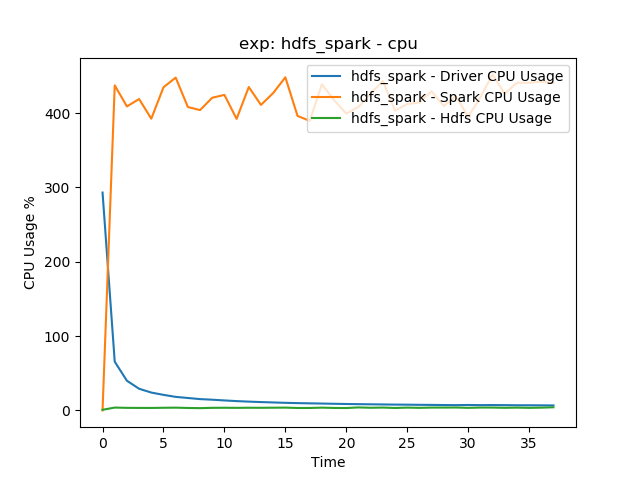 exp: hdfs_spark - cpu
hdfs_spark - Driver CPU Usage
hdfs_spark - Spark CPU Usage
hdfs_spark - Hdfs CPU Usage
CPU Usage %
400
300
200
100
0
0 5 10 15 20 25 30 35
Time